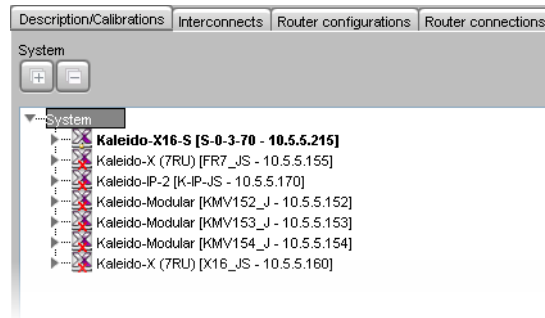 Description/Calibrations Interconnects Router configurations Router connections
System
System
Kaleido-X16-S [S-0-3-70 - 10.5.5.215]
Kaleido-X (7RU) [FR7_JS - 10.5.5.155]
Kaleido-IP-2 [K-IP-JS - 10.5.5.170]
Kaleido-Modular [KMV152_J - 10.5.5.152]
Kaleido-Modular [KMV153_J - 10.5.5.153]
Kaleido-Modular [KMV154_J - 10.5.5.154]
Kaleido-X (7RU) [X16_JS - 10.5.5.160]